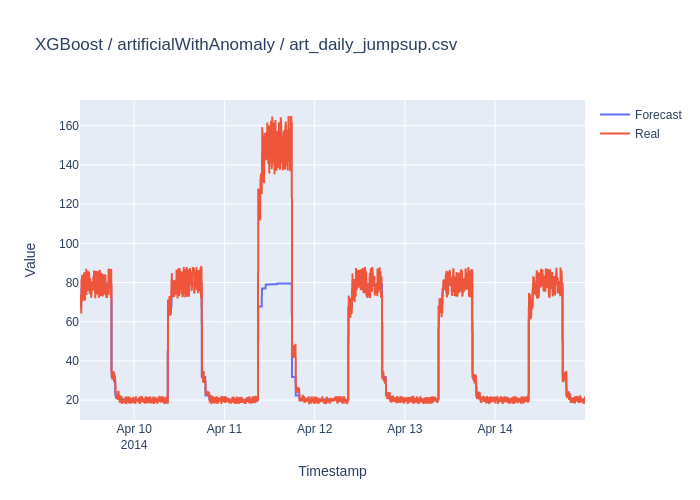 XGBoost / artificialWithAnomaly / art_daily_jumpsup.csv
Forecast
Real
160
140
120
100
80
60
40
20
Value
Apr 10
2014
Apr 11
Apr 12
Apr 13
Apr 14
Timestamp